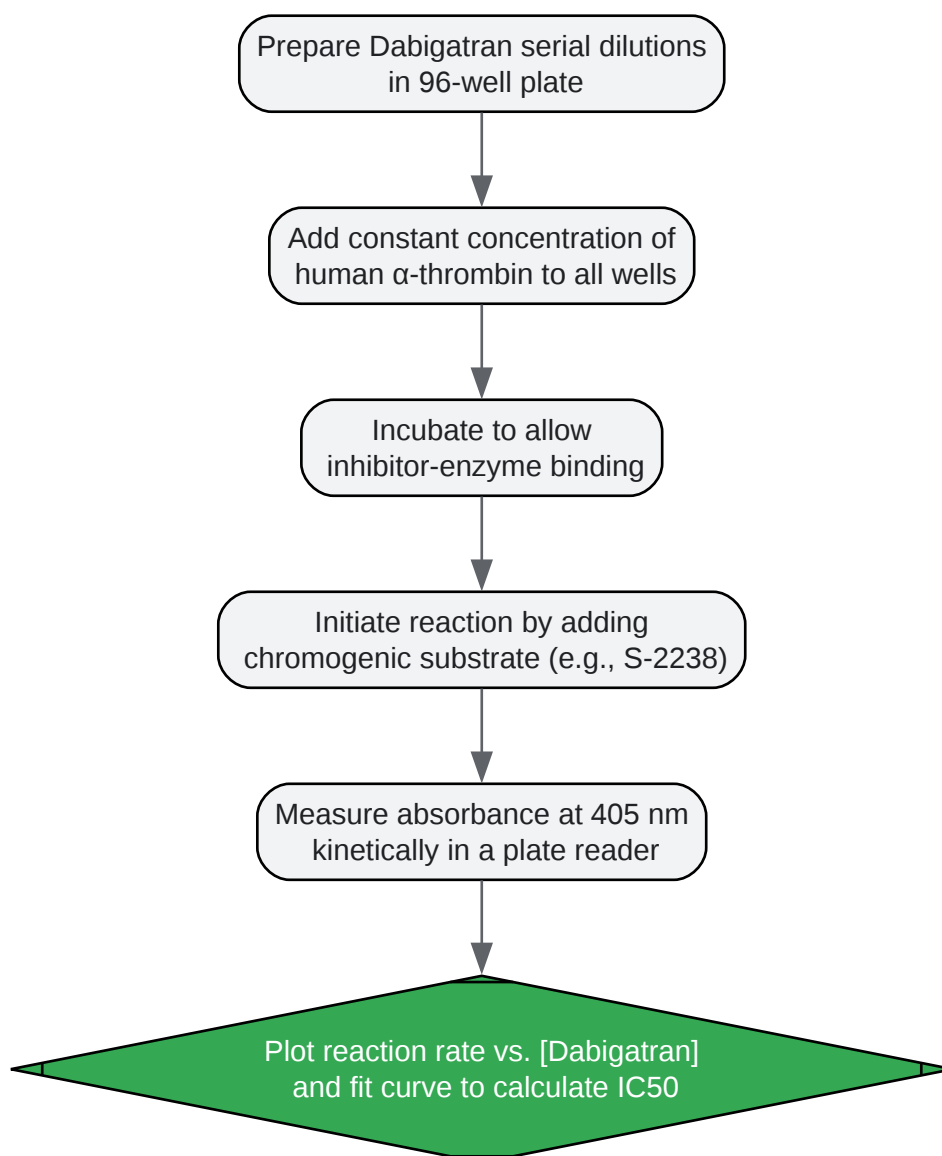 Prepare Dabigatran serial dilutions
in 96-well plate
Add constant concentration of
human α-thrombin to all wells
Incubate to allow
inhibitor-enzyme binding
Initiate reaction by adding
chromogenic substrate (e.g., S-2238)
Measure absorbance at 405 nm
kinetically in a plate reader
Plot reaction rate vs. [Dabigatran]
and fit curve to calculate IC50